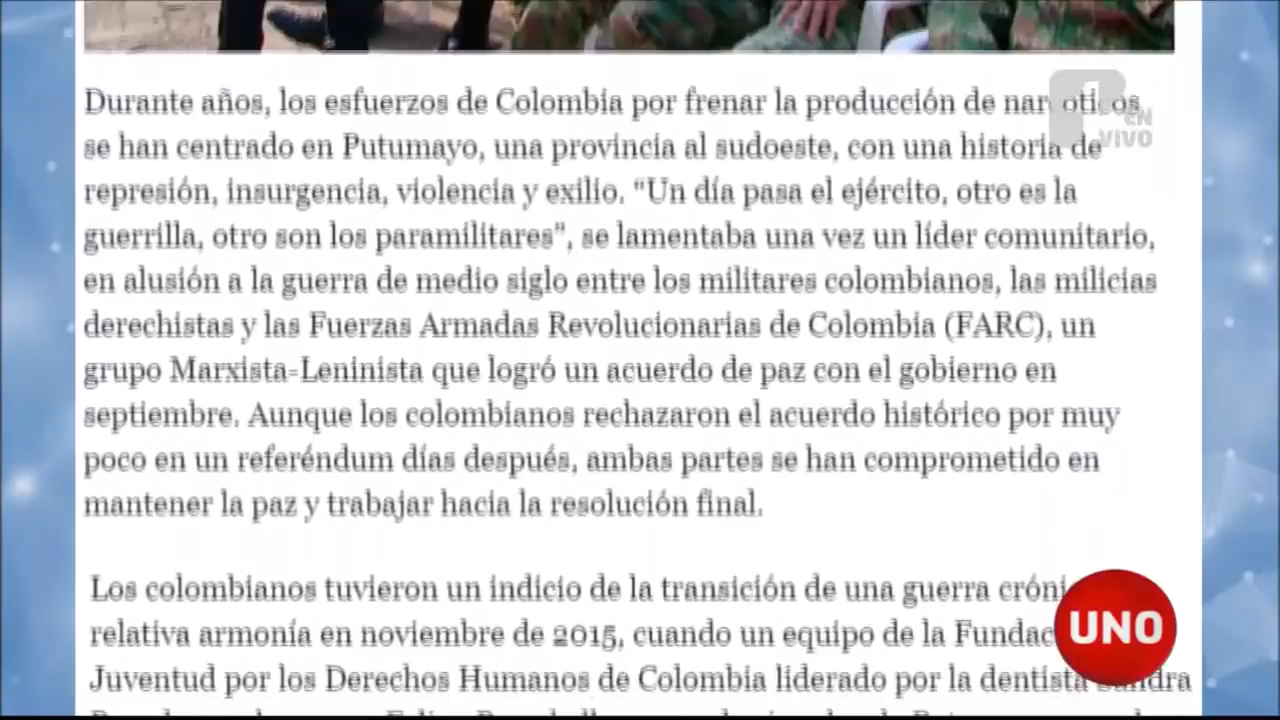 Durante años, los esfuerzos de Colombia por frenar la producción de narcóticos
se han centrado en Putumayo, una provincia al sudoeste, con una historia de
represión, insurgencia, violencia y exilio. "Un día pasa el ejército, otro es la
guerrilla, otro son los paramilitares", se lamentaba una vez un líder comunitario,
en alusión a la guerra de medio siglo entre los militares colombianos, las milicias
derechistas y las Fuerzas Armadas Revolucionarias de Colombia (FARC), un
grupo Marxista-Leninista que logró un acuerdo de paz con el gobierno en
septiembre. Aunque los colombianos rechazaron el acuerdo histórico por muy
poco en un referéndum días después, ambas partes se han comprometido en
mantener la paz y trabajar hacia la resolución final.
Los colombianos tuvieron un indicio de la transición de una guerra
relativa armonía en noviembre de 2015, cuando un equipo de la
Juventud por los Derechos Humanos de Colombia liderado por la dentista
EN VIVO
UNO